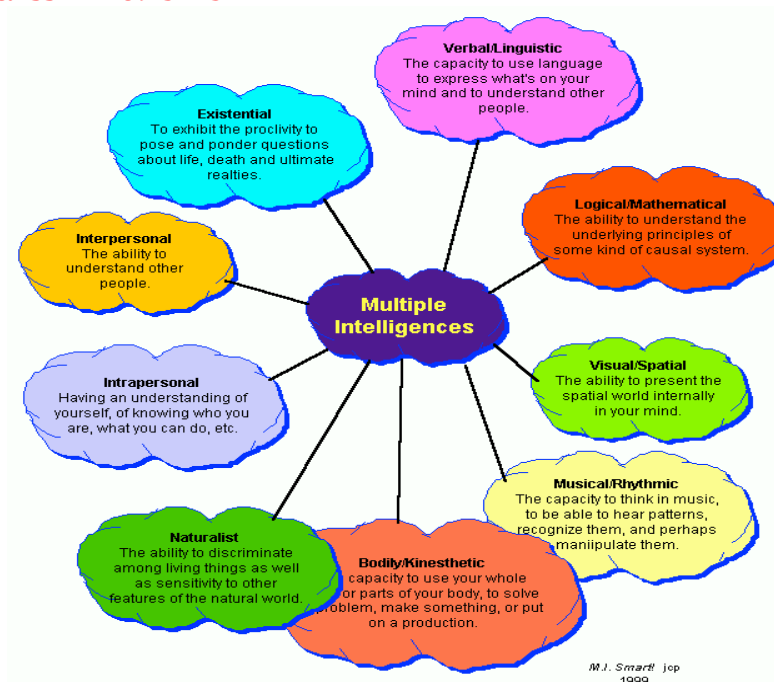 Verbal/Linguistic
The capacity to use language
to express what's on your
mind and to understand other
people.
Existential
To exhibit the proclivity to
pose and ponder questions
about life, death and ultimate
realties.
Logical/Mathematical
The ability to understand the
underlying principles of
some kind of causal system.
Interpersonal
The ability to
understand other
people.
Multiple
Intelligences
Visual/Spatial
The ability to present the
spatial world internally
in your mind.
Intrapersonal
Having an understanding of
yourself, of knowing who you
are, what you can do, etc.
Musical/Rhythmic
The capacity to think in music,
to be able to hear patterns,
recognize them, and perhaps
maniipulate them.
Naturalist
The ability to discriminate
among living things as well
as sensitivity to other
features of the natural world.
Bodily/Kinesthetic
capacity to use your whole
or parts of your body, to solve
problem, make something, or put
on a production.
M.I. Smart! jcp
1999